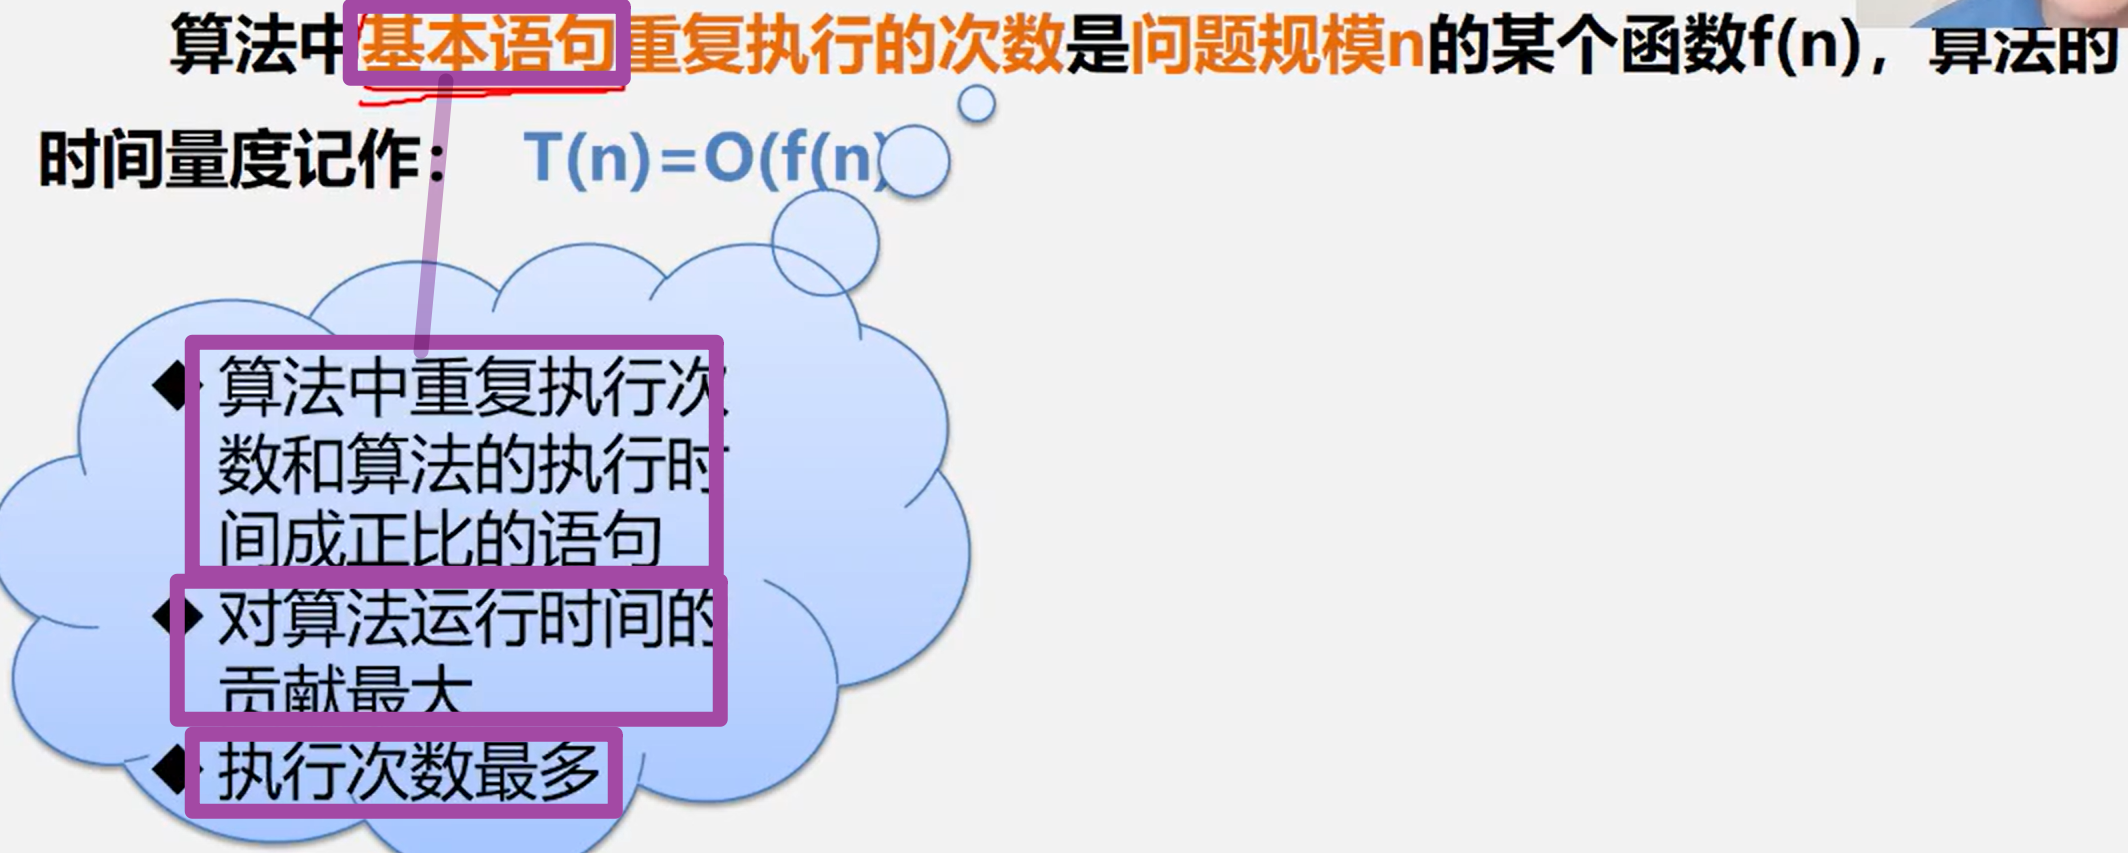 算法中基本语句重复执行的次数是问题规模n的某个函数f(n)，算法的
时间量度记作： T(n)=O(f(n)
◆ 算法中重复执行次
数和算法的执行时
间成正比的语句
◆ 对算法运行时间的
贡献最大
◆ 执行次数最多